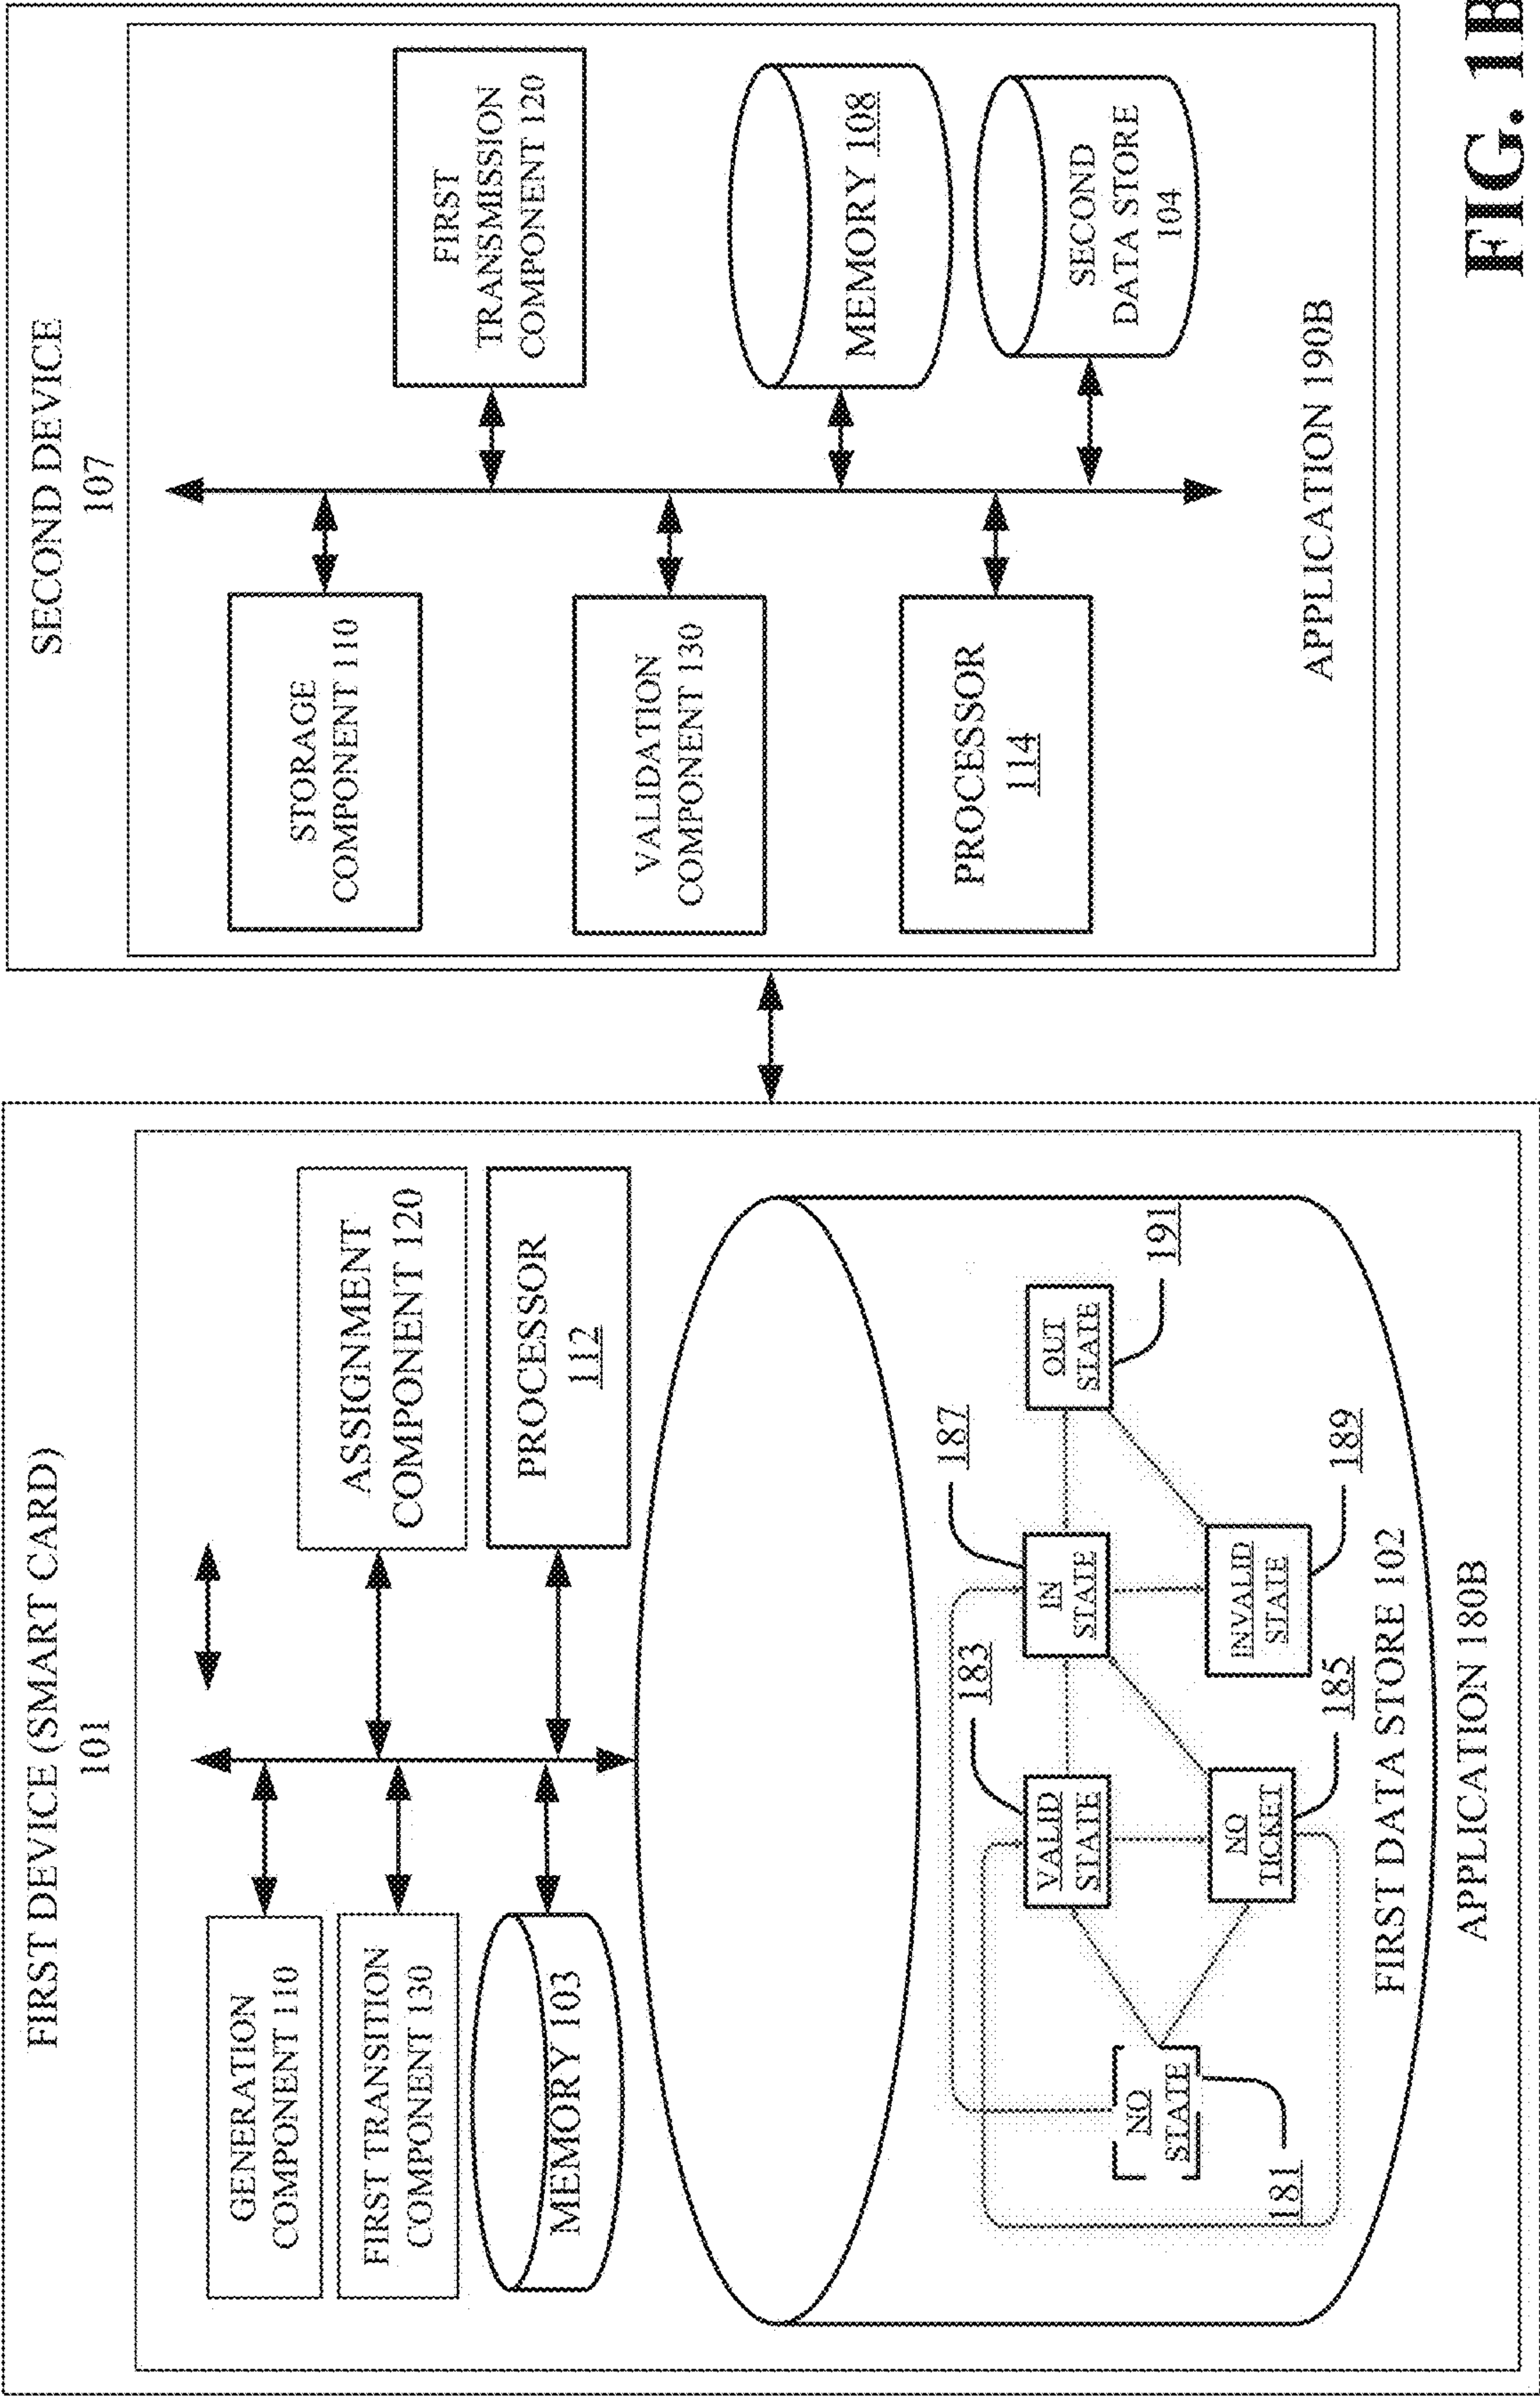 FIRST DEVICE (SMART CARD)
101
GENERATION
COMPONENT 110
FIRST TRANSITION
COMPONENT 130
MEMORY 103
ASSIGNMENT
COMPONENT 120
PROCESSOR
112
NO
STATE
181
VALID
STATE
183
NO
TICKET
185
IN
STATE
187
INVALID
STATE
189
OUT
STATE
191
FIRST DATA STORE 102
APPLICATION 180B
SECOND DEVICE
107
STORAGE
COMPONENT 110
VALIDATION
COMPONENT 130
PROCESSOR
114
FIRST
TRANSMISSION
COMPONENT 120
MEMORY 108
SECOND
DATA STORE
104
APPLICATION 190B
FIG. 1B